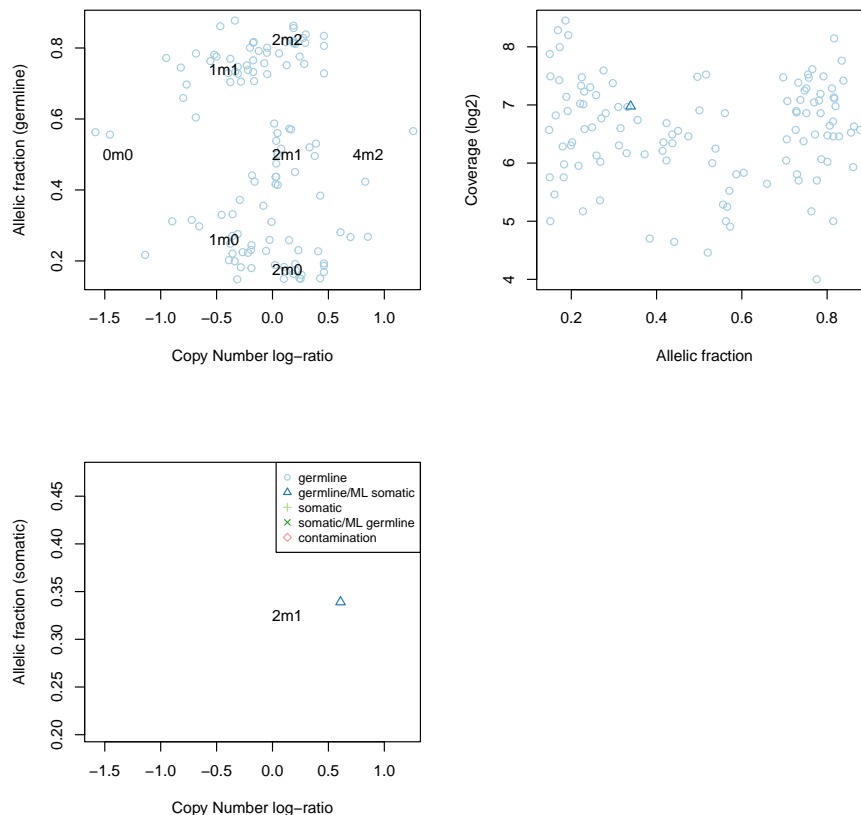 0.8
0.6
0.4
0.2
Allelic fraction (germline)
2m2
1m1
0m0
2m1
4m2
1m0
2m0
−1.5 −1.0 −0.5 0.0 0.5 1.0
Copy Number log−ratio
8
7
6
5
4
Coverage (log2)
0.2 0.4 0.6 0.8
Allelic fraction
0.45
0.40
0.35
0.30
0.25
0.20
Allelic fraction (somatic)
germline
germline/ML somatic
somatic
somatic/ML germline
contamination
2m1
−1.5 −1.0 −0.5 0.0 0.5 1.0
Copy Number log−ratio